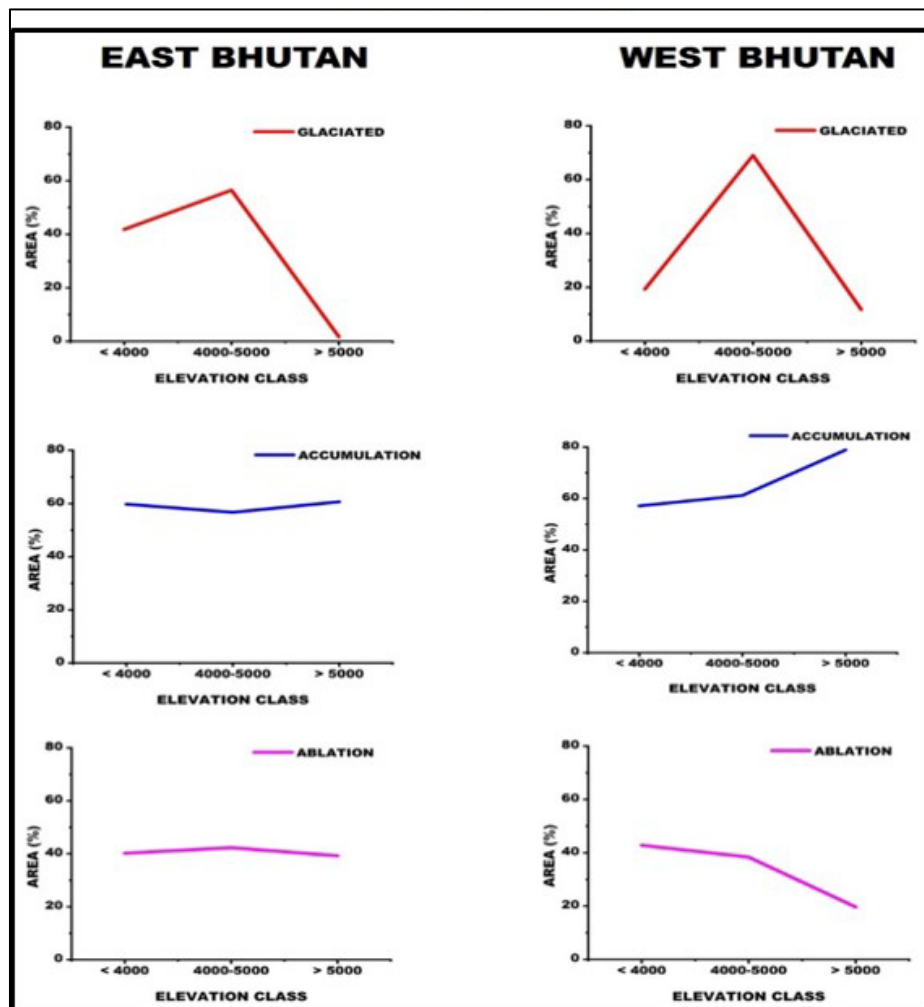 EAST BHUTAN
WEST BHUTAN
GLACIATED
AREA (%)
80
60
40
20
0
< 4000
4000-5000
> 5000
ELEVATION CLASS
GLACIATED
AREA (%)
80
60
40
20
0
< 4000
4000-5000
> 5000
ELEVATION CLASS
ACCUMULATION
AREA (%)
80
60
40
20
0
< 4000
4000-5000
> 5000
ELEVATION CLASS
ACCUMULATION
AREA (%)
80
60
40
20
0
< 4000
4000-5000
> 5000
ELEVATION CLASS
ABLATION
AREA (%)
80
60
40
20
0
< 4000
4000-5000
> 5000
ELEVATION CLASS
ABLATION
AREA (%)
80
60
40
20
0
< 4000
4000-5000
> 5000
ELEVATION CLASS